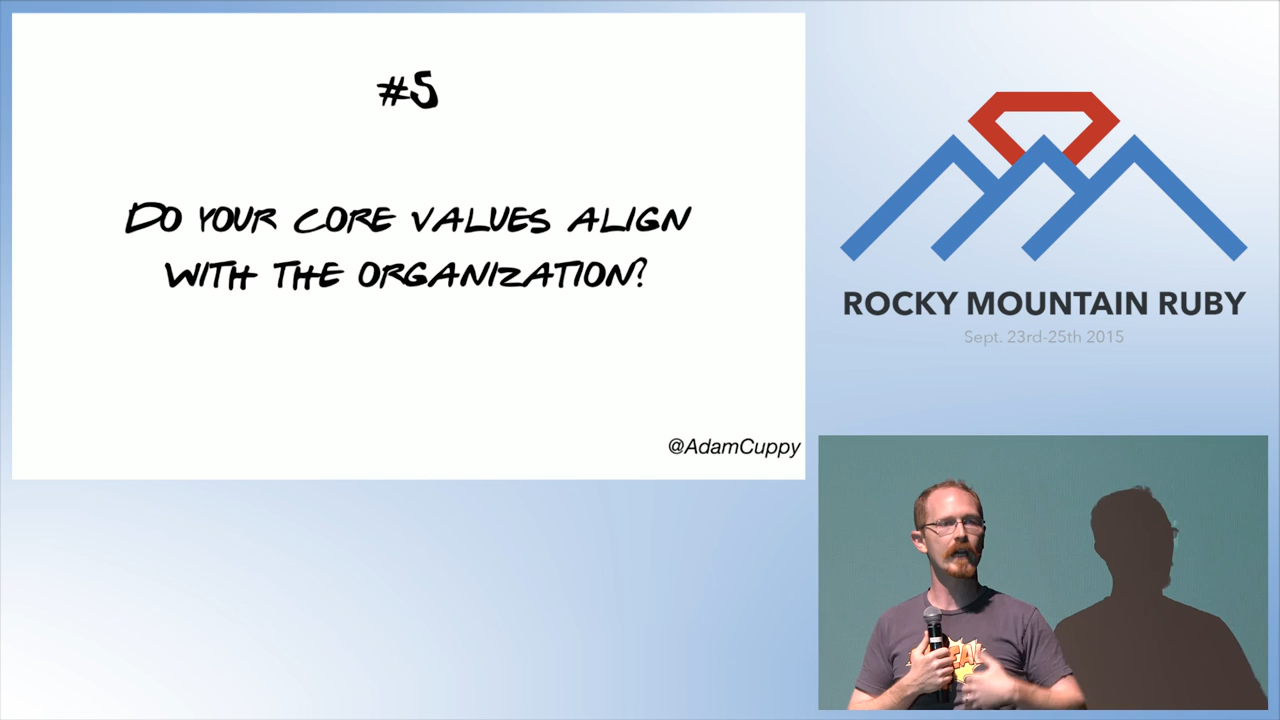 #5
Do your core values align
with the organization?
@AdamCuppy
ROCKY MOUNTAIN RUBY
Sept. 23rd-25th 2015